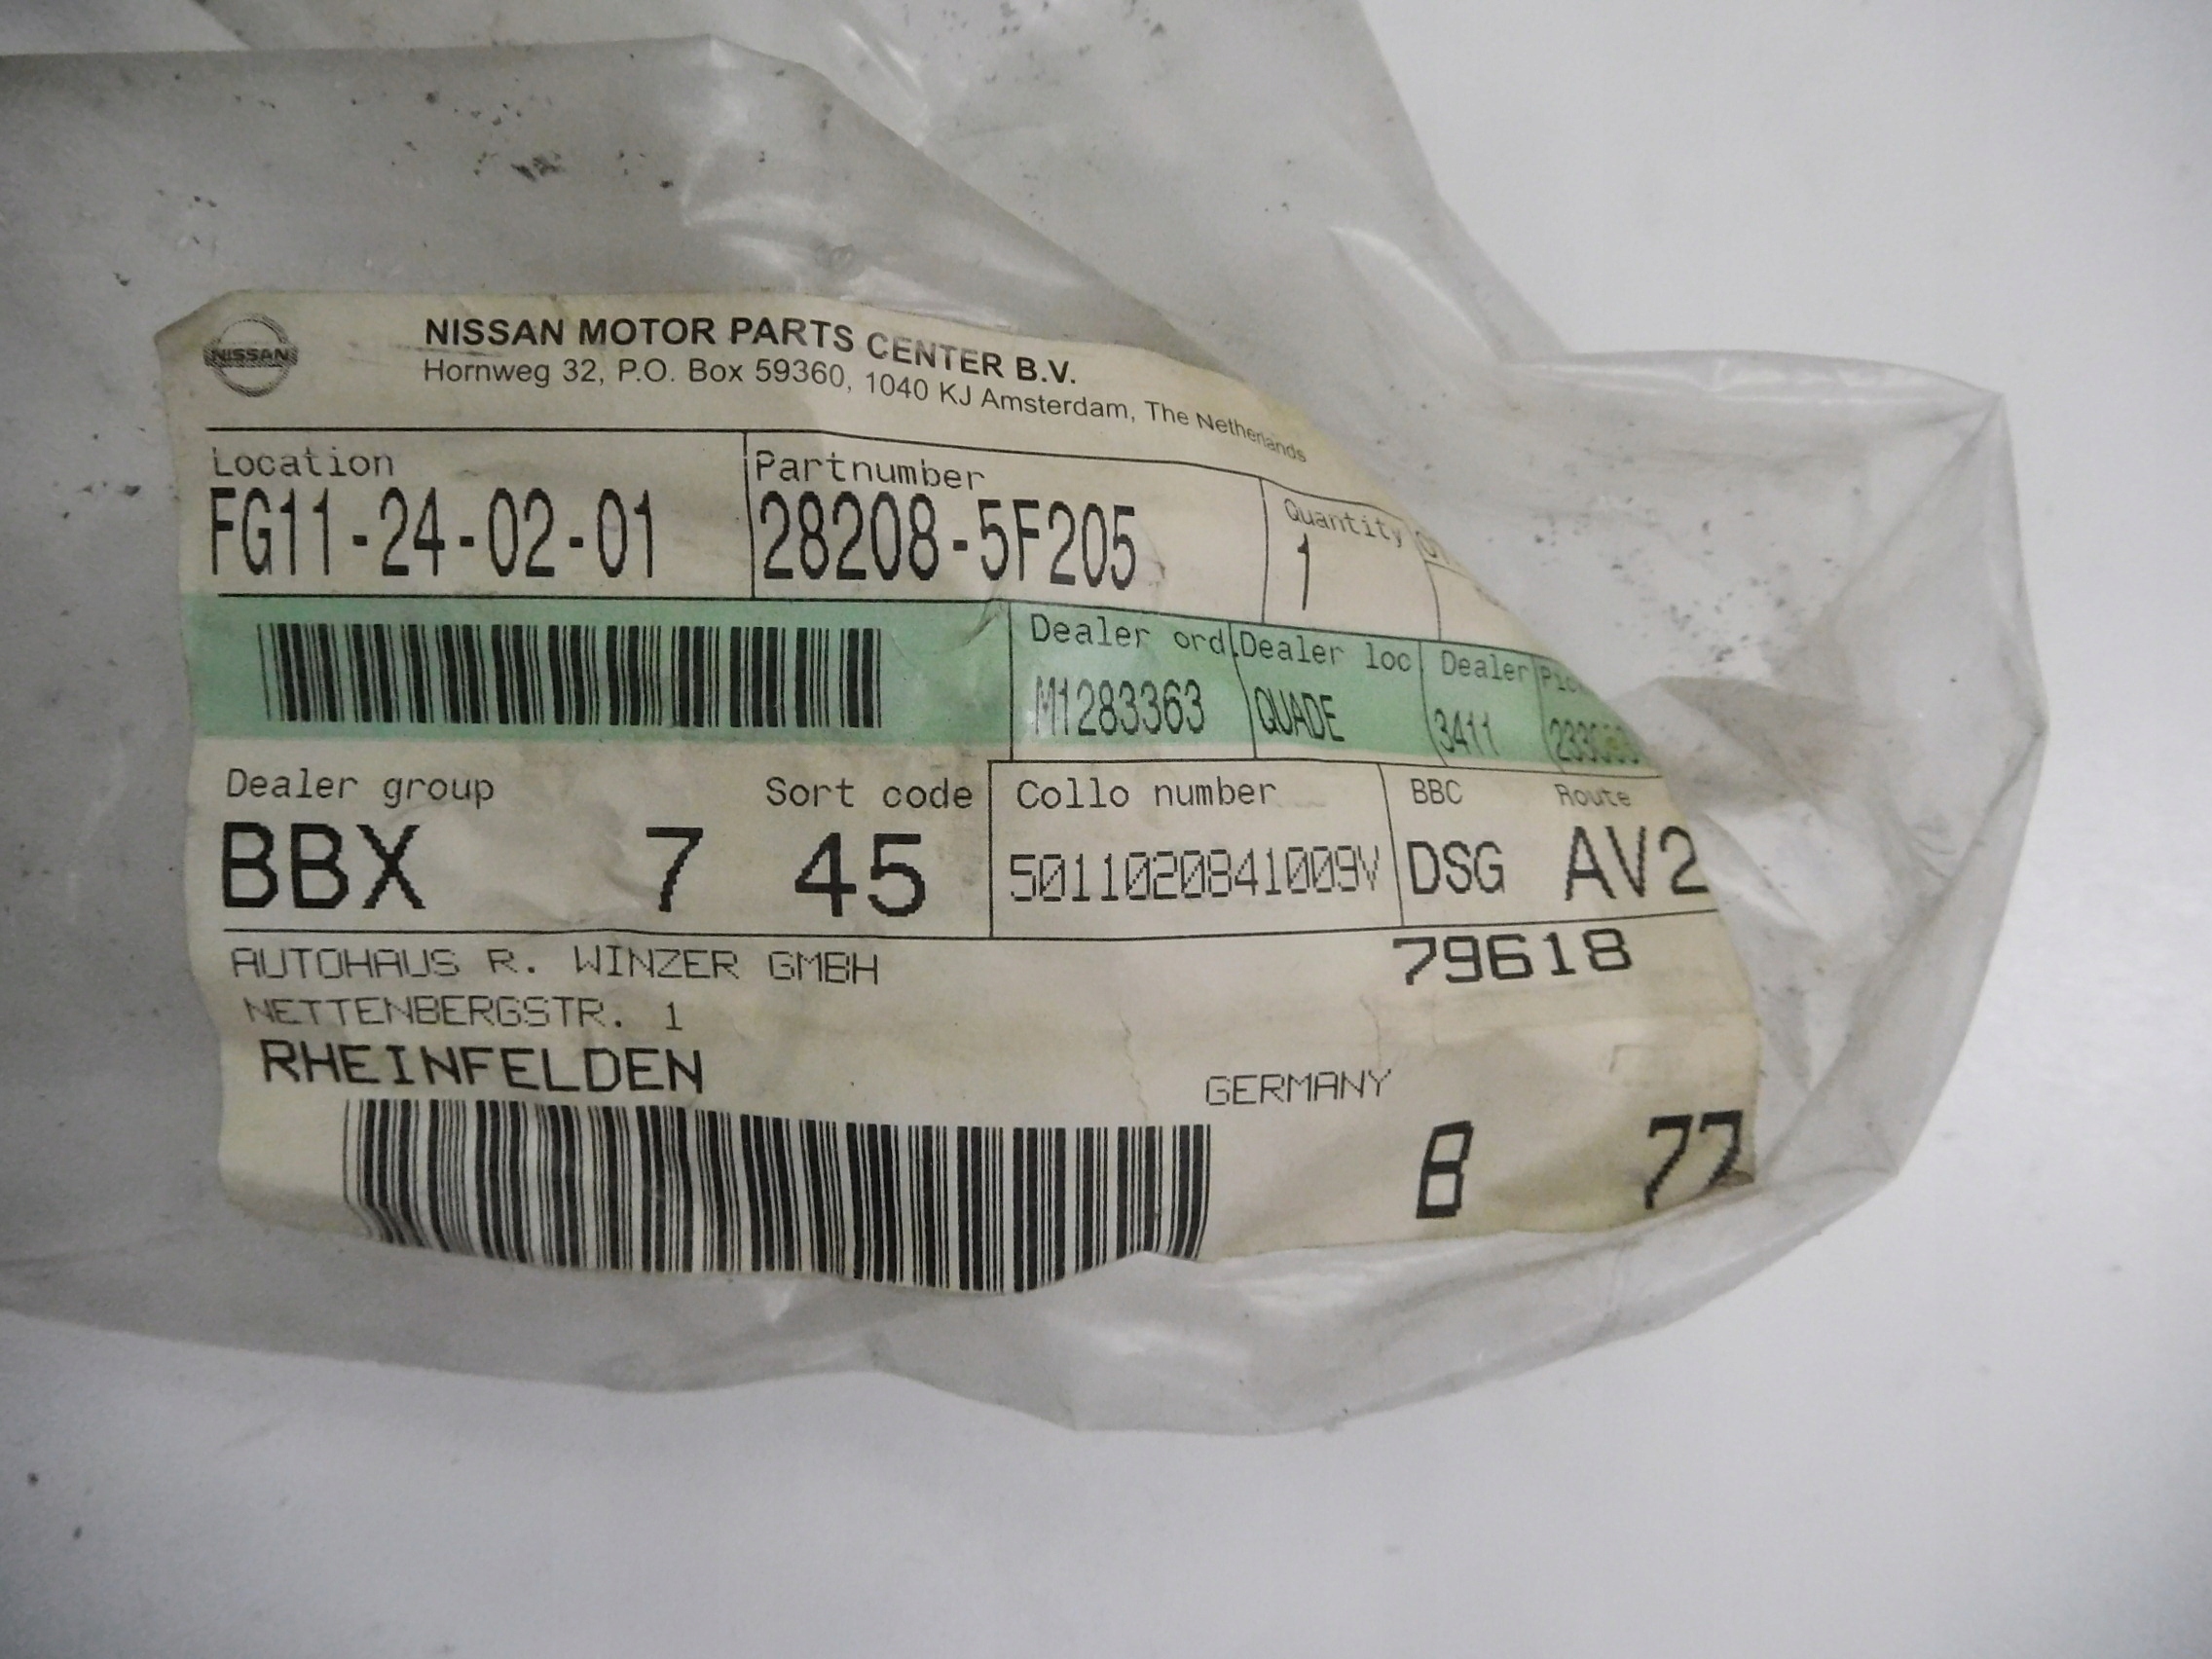 NISSAN
NISSAN MOTOR PARTS CENTER B.V.
Hornweg 32, P.O. Box 59360, 1040 KJ Amsterdam, The Netherlands
Location Partnumber Quantity
FG11-24-02-01 28208-5F205 1
Dealer ord. Dealer loc Dealer
M1283363 QUADE 3411
Dealer group Sort code Collo number BBC Route
BBX 7 45 5011020841009V DSG AV2
AUTOHAUS R. WINZER GMBH 79618
NETTENBERGSTR. 1
RHEINFELDEN GERMANY
8 77